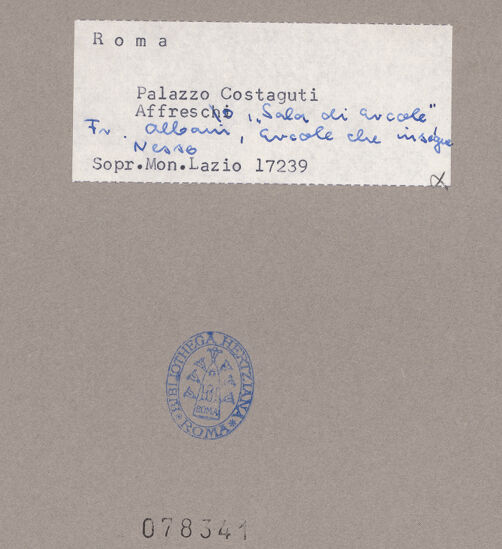 Roma
Palazzo Costaguti
Affreschi, „Sala di Ercole"
Fr. Albani, Ercole che insegue
Nesso
Sopr.Mon.Lazio 17239
BIBLIOTHECA HERTZIANA * ROMA *
ROMA
078341